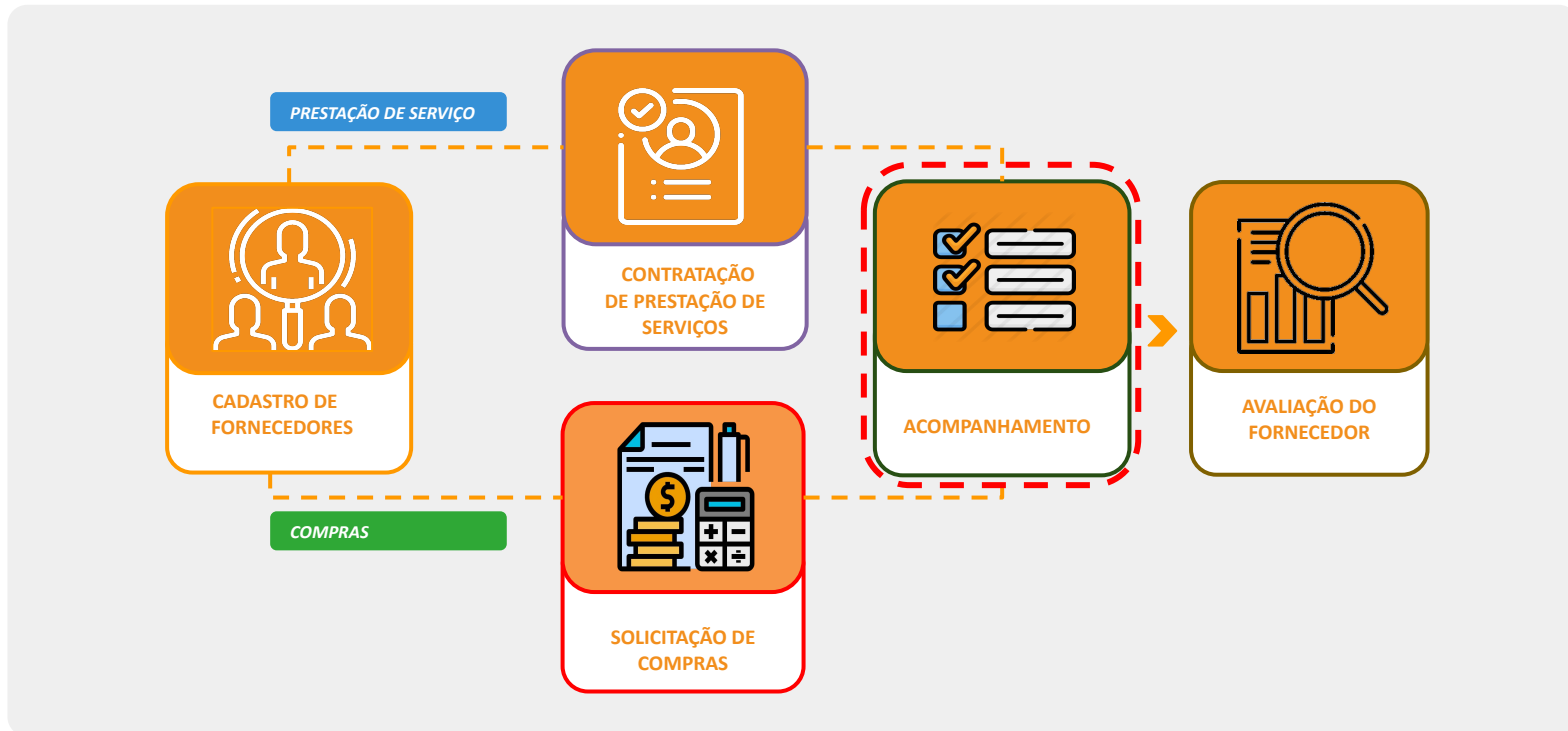 PRESTAÇÃO DE SERVIÇO
CONTRATAÇÃO
DE PRESTAÇÃO DE
SERVIÇOS
CADASTRO DE
FORNECEDORES
ACOMPANHAMENTO
AVALIAÇÃO DO
FORNECEDOR
COMPRAS
$
SOLICITAÇÃO DE
COMPRAS